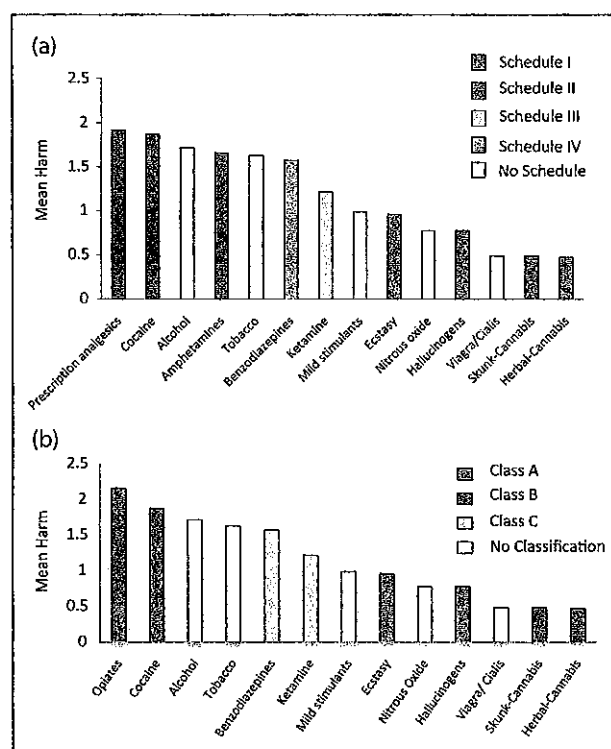 (a)
Schedule I
Schedule II
Schedule III
Schedule IV
No Schedule
Mean Harm
2.5
2
1.5
1
0.5
0
Prescription analgesics
Cocaine
Alcohol
Amphetamines
Tobacco
Benzodiazepines
Ketamine
Mild stimulants
Ecstasy
Nitrous oxide
Hallucinogens
Viagra/Cialis
Skunk-Cannabis
Herbal-Cannabis
(b)
Class A
Class B
Class C
No Classification
Mean Harm
2.5
2
1.5
1
0.5
0
Opiates
Cocaine
Alcohol
Tobacco
Benzodiazepines
Ketamine
Mild stimulants
Ecstasy
Nitrous Oxide
Hallucinogens
Viagra/ Cialis
Skunk-Cannabis
Herbal-Cannabis